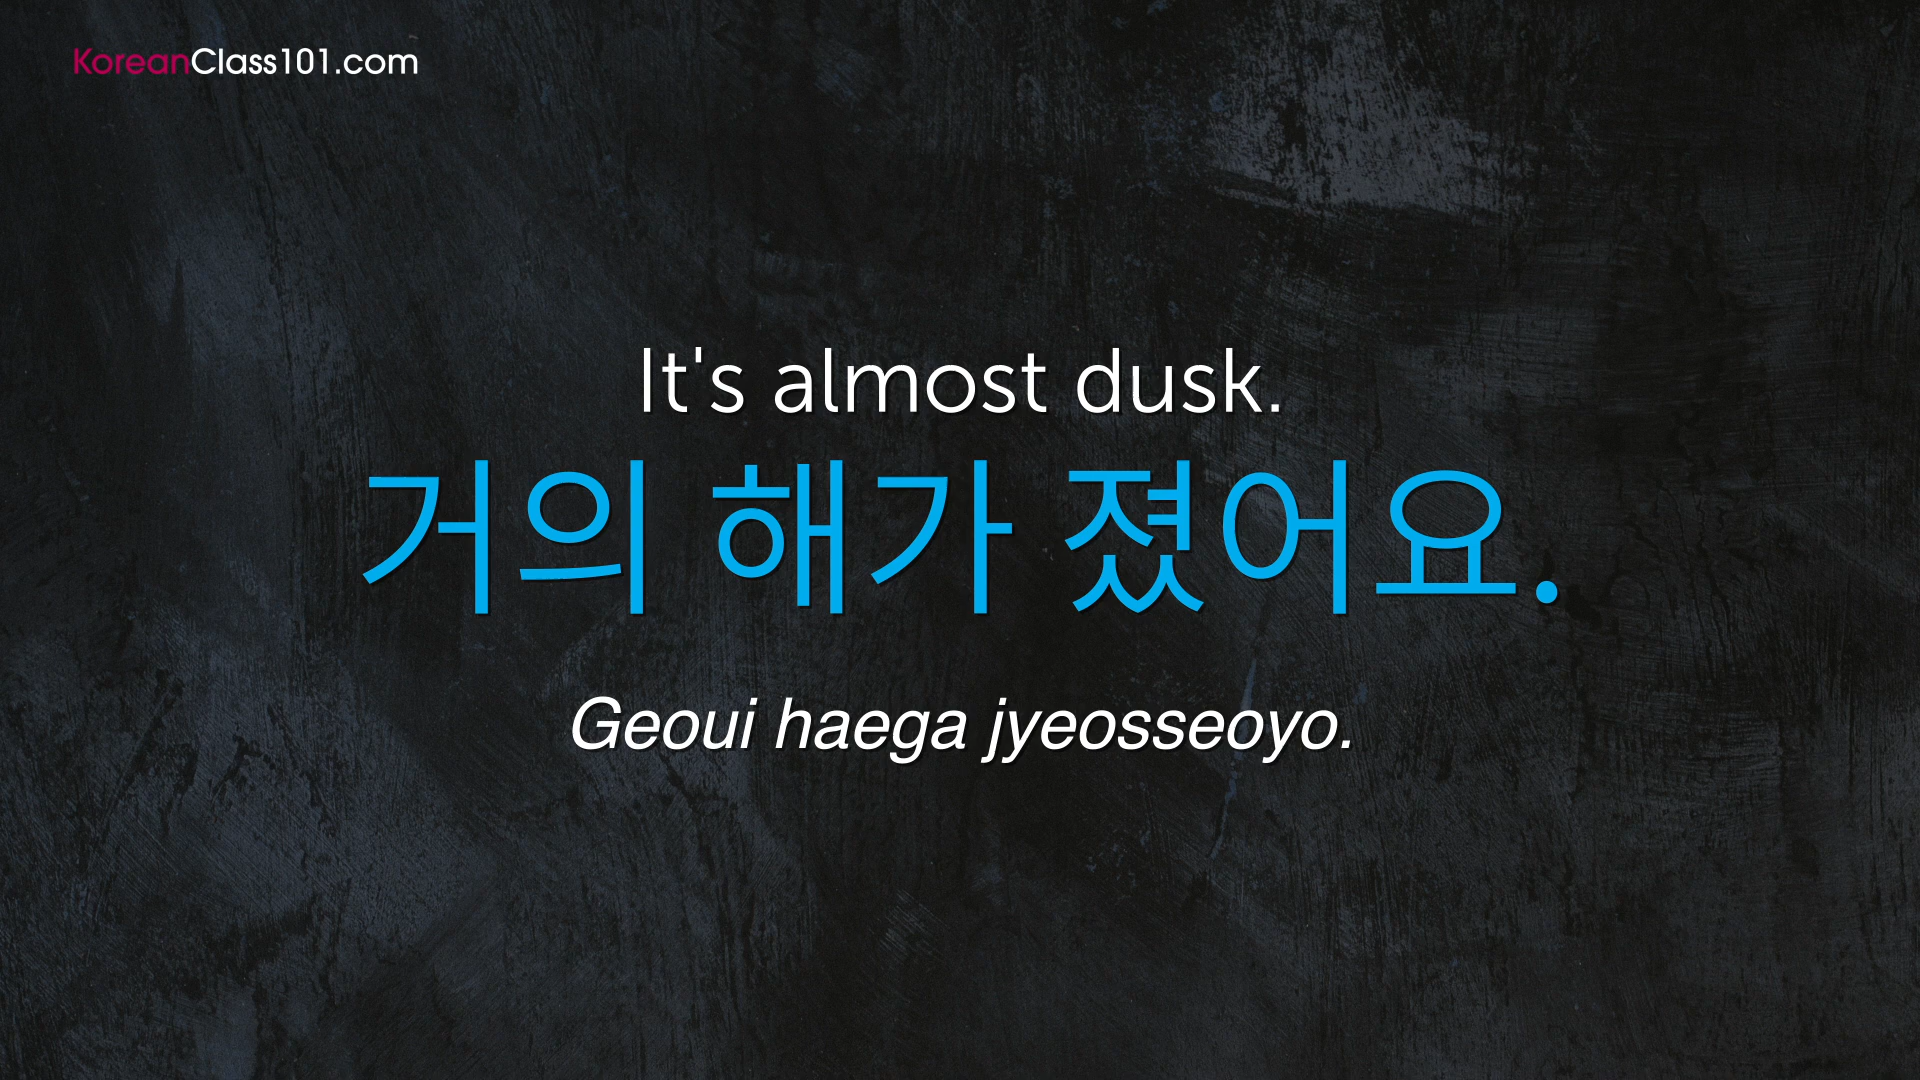 KoreanClass101.com
It's almost dusk.
거의 해가 졌어요.
Geoui haega jyeosseoyo.